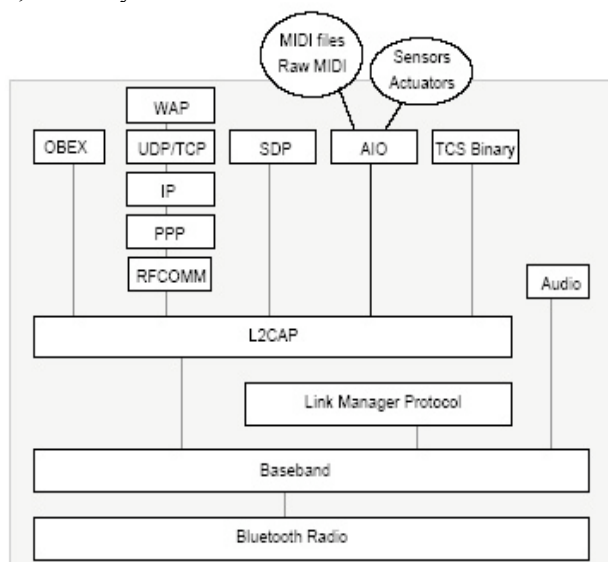 MIDI files
Raw MIDI
Sensors
Actuators
WAP
OBEX
UDP/TCP
SDP
AIO
TCS Binary
IP
PPP
RFCOMM
Audio
L2CAP
Link Manager Protocol
Baseband
Bluetooth Radio